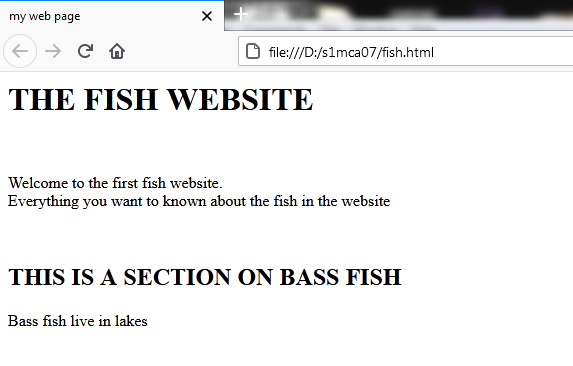 my web page
file:///D:/s1mca07/fish.html
THE FISH WEBSITE
Welcome to the first fish website.
Everything you want to known about the fish in the website
THIS IS A SECTION ON BASS FISH
Bass fish live in lakes